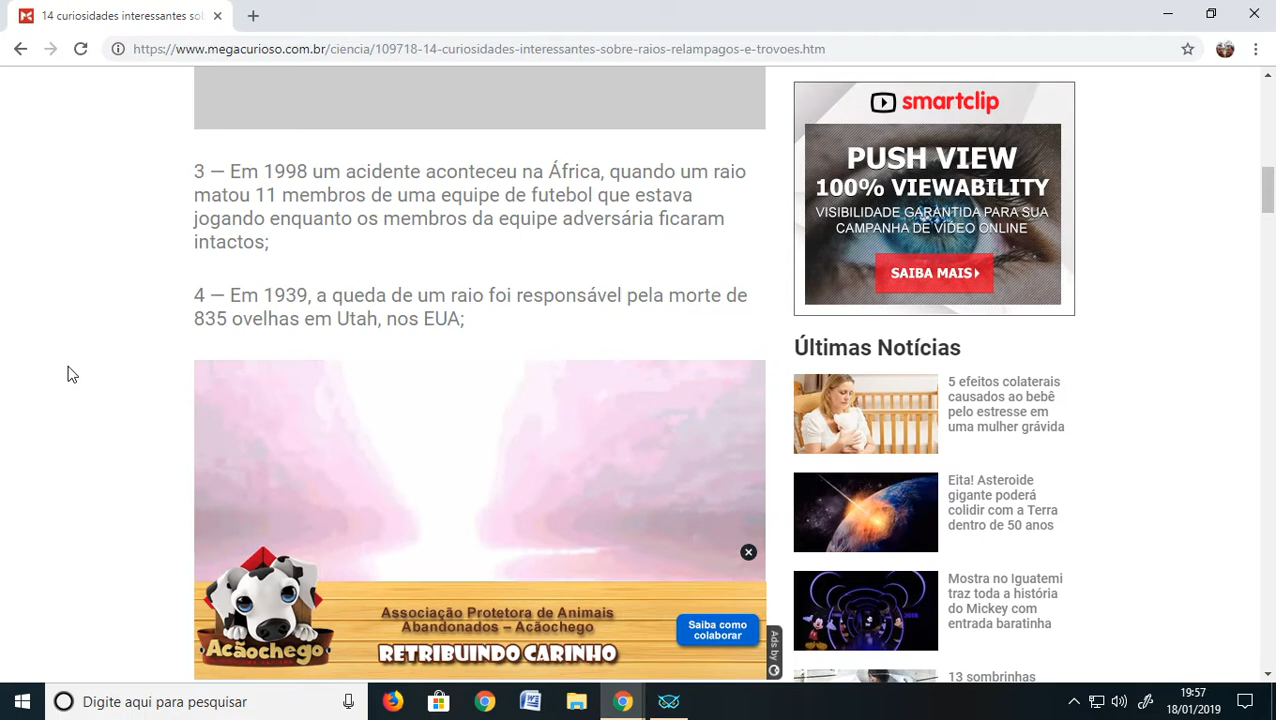 14 curiosidades interessantes so
https://www.megacurioso.com.br/ciencia/109718-14-curiosidades-interessantes-sobre-raios-relampagos-e-trovoes.htm
3 — Em 1998 um acidente aconteceu na África, quando um raio
matou 11 membros de uma equipe de futebol que estava
jogando enquanto os membros da equipe adversária ficaram
intactos;
4 — Em 1939, a queda de um raio foi responsável pela morte de
835 ovelhas em Utah, nos EUA;
smartclip
PUSH VIEW
100% VIEWABILITY
VISIBILIDADE GARANTIDA PARA SUA
CAMPANHA DE VÍDEO ONLINE
SAIBA MAIS
Últimas Notícias
5 efeitos colaterais
causados ao bebê
pelo estresse em
uma mulher grávida
Eita! Asteroide
gigante poderá
colidir com a Terra
dentro de 50 anos
Mostra no Iguatemi
traz toda a história
do Mickey com
entrada baratinha
13 sombrinhas
Acãochego
Associação Protetora de Animais
Abandonados – Acãochego
RETRIBUINDO CARINHO
Saiba como
colaborar
Ads by
Digite aqui para pesquisar
19:57
18/01/2019